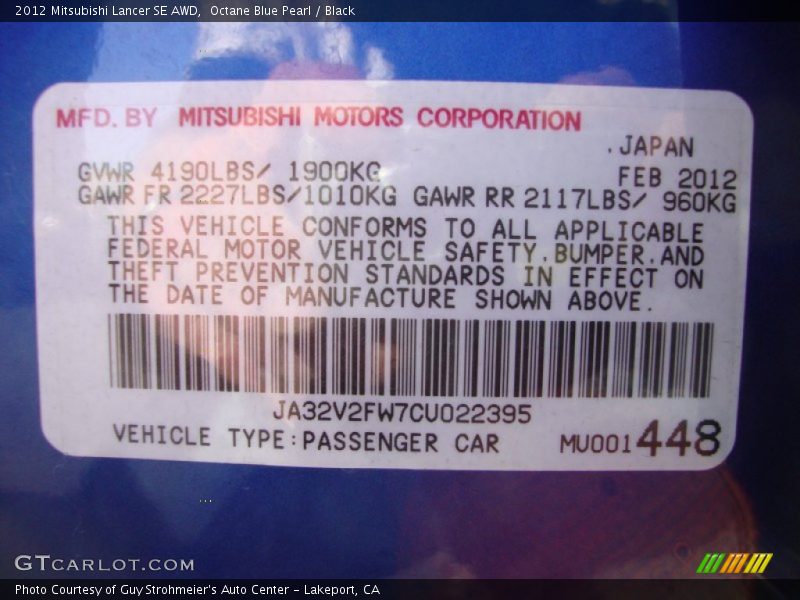 2012 Mitsubishi Lancer SE AWD,  Octane Blue Pearl / Black
MFD. BY MITSUBISHI MOTORS CORPORATION
.JAPAN
GVWR 4190LBS/ 1900KG FEB 2012
GAWR FR 2227LBS/1010KG GAWR RR 2117LBS/ 960KG
THIS VEHICLE CONFORMS TO ALL APPLICABLE
FEDERAL MOTOR VEHICLE SAFETY,BUMPER,AND
THEFT PREVENTION STANDARDS IN EFFECT ON
THE DATE OF MANUFACTURE SHOWN ABOVE.
JA32V2FW7CU022395
VEHICLE TYPE:PASSENGER CAR MU001448
GTCARLOT.COM
Photo Courtesy of Guy Strohmeier's Auto Center - Lakeport, CA